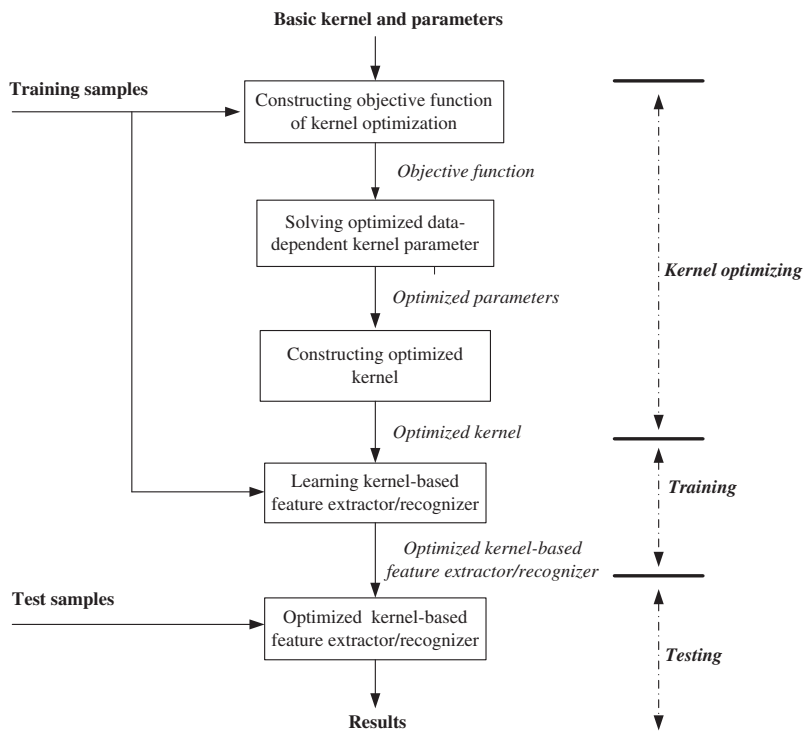 Basic kernel and parameters
Training samples
Constructing objective function
of kernel optimization
Objective function
Solving optimized data-
dependent kernel parameter
Kernel optimizing
Optimized parameters
Constructing optimized
kernel
Optimized kernel
Learning kernel-based
feature extractor/recognizer
Training
Optimized kernel-based
feature extractor/recognizer
Test samples
Optimized kernel-based
feature extractor/recognizer
Testing
Results